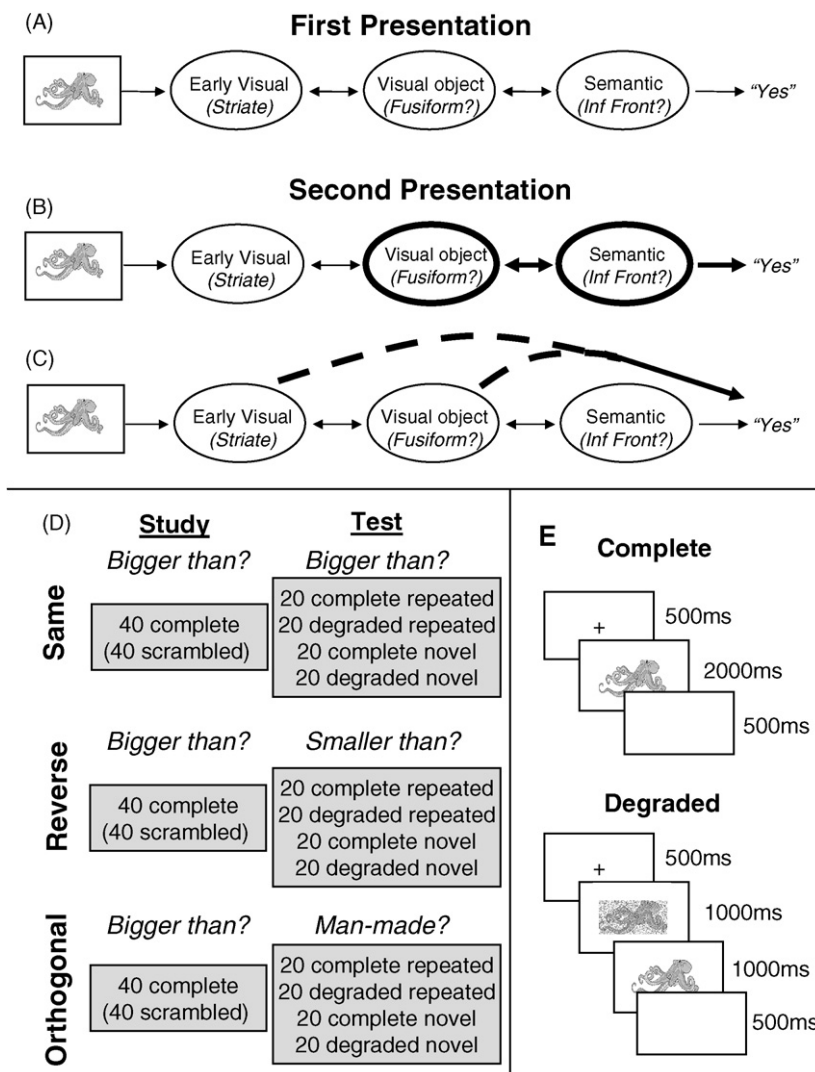 (A)
First Presentation
Early Visual
(Striate)
Visual object
(Fusiform?)
Semantic
(Inf Front?)
"Yes"
Second Presentation
(B)
Early Visual
(Striate)
Visual object
(Fusiform?)
Semantic
(Inf Front?)
"Yes"
(C)
Early Visual
(Striate)
Visual object
(Fusiform?)
Semantic
(Inf Front?)
"Yes"
(D)
Study
Test
Same
Bigger than?
40 complete
(40 scrambled)
Bigger than?
20 complete repeated
20 degraded repeated
20 complete novel
20 degraded novel
Reverse
Bigger than?
40 complete
(40 scrambled)
Smaller than?
20 complete repeated
20 degraded repeated
20 complete novel
20 degraded novel
Orthogonal
Bigger than?
40 complete
(40 scrambled)
Man-made?
20 complete repeated
20 degraded repeated
20 complete novel
20 degraded novel
E
Complete
+
500ms
2000ms
500ms
Degraded
+
500ms
1000ms
1000ms
500ms